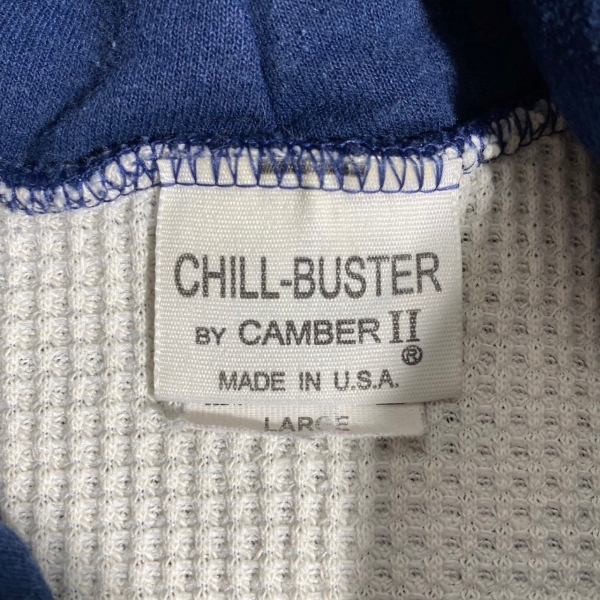 CHILL-BUSTER
BY CAMBER II ®
MADE IN U.S.A.
LARGE